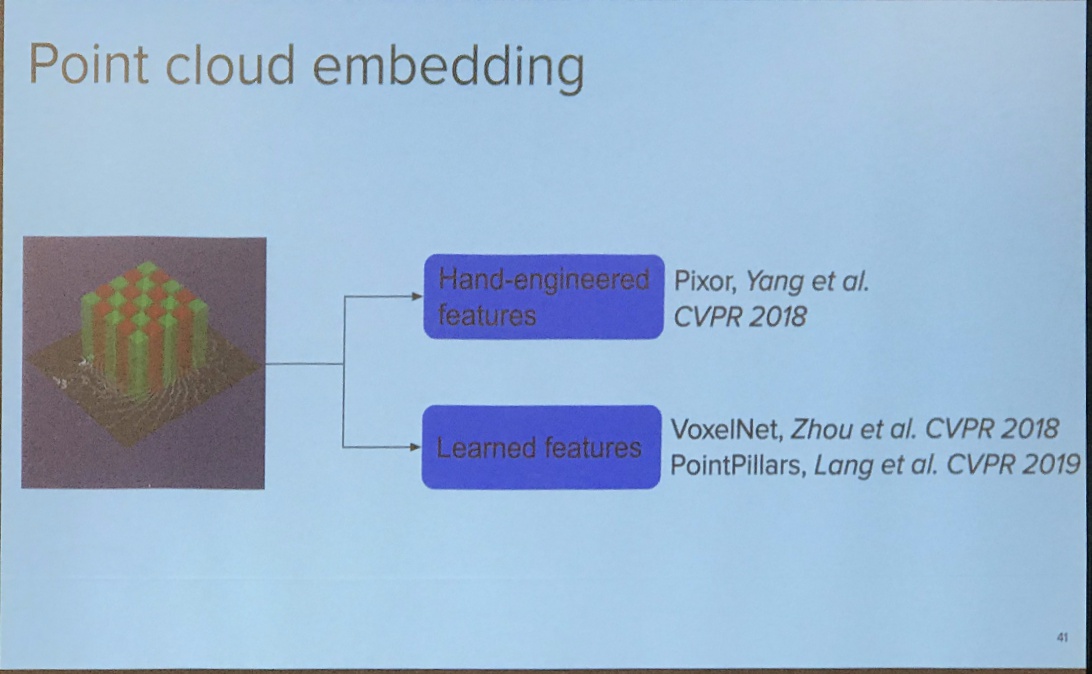 Point cloud embedding
Hand-engineered
features
Pixor, Yang et al.
CVPR 2018
Learned features
VoxelNet, Zhou et al. CVPR 2018
PointPillars, Lang et al. CVPR 2019
41